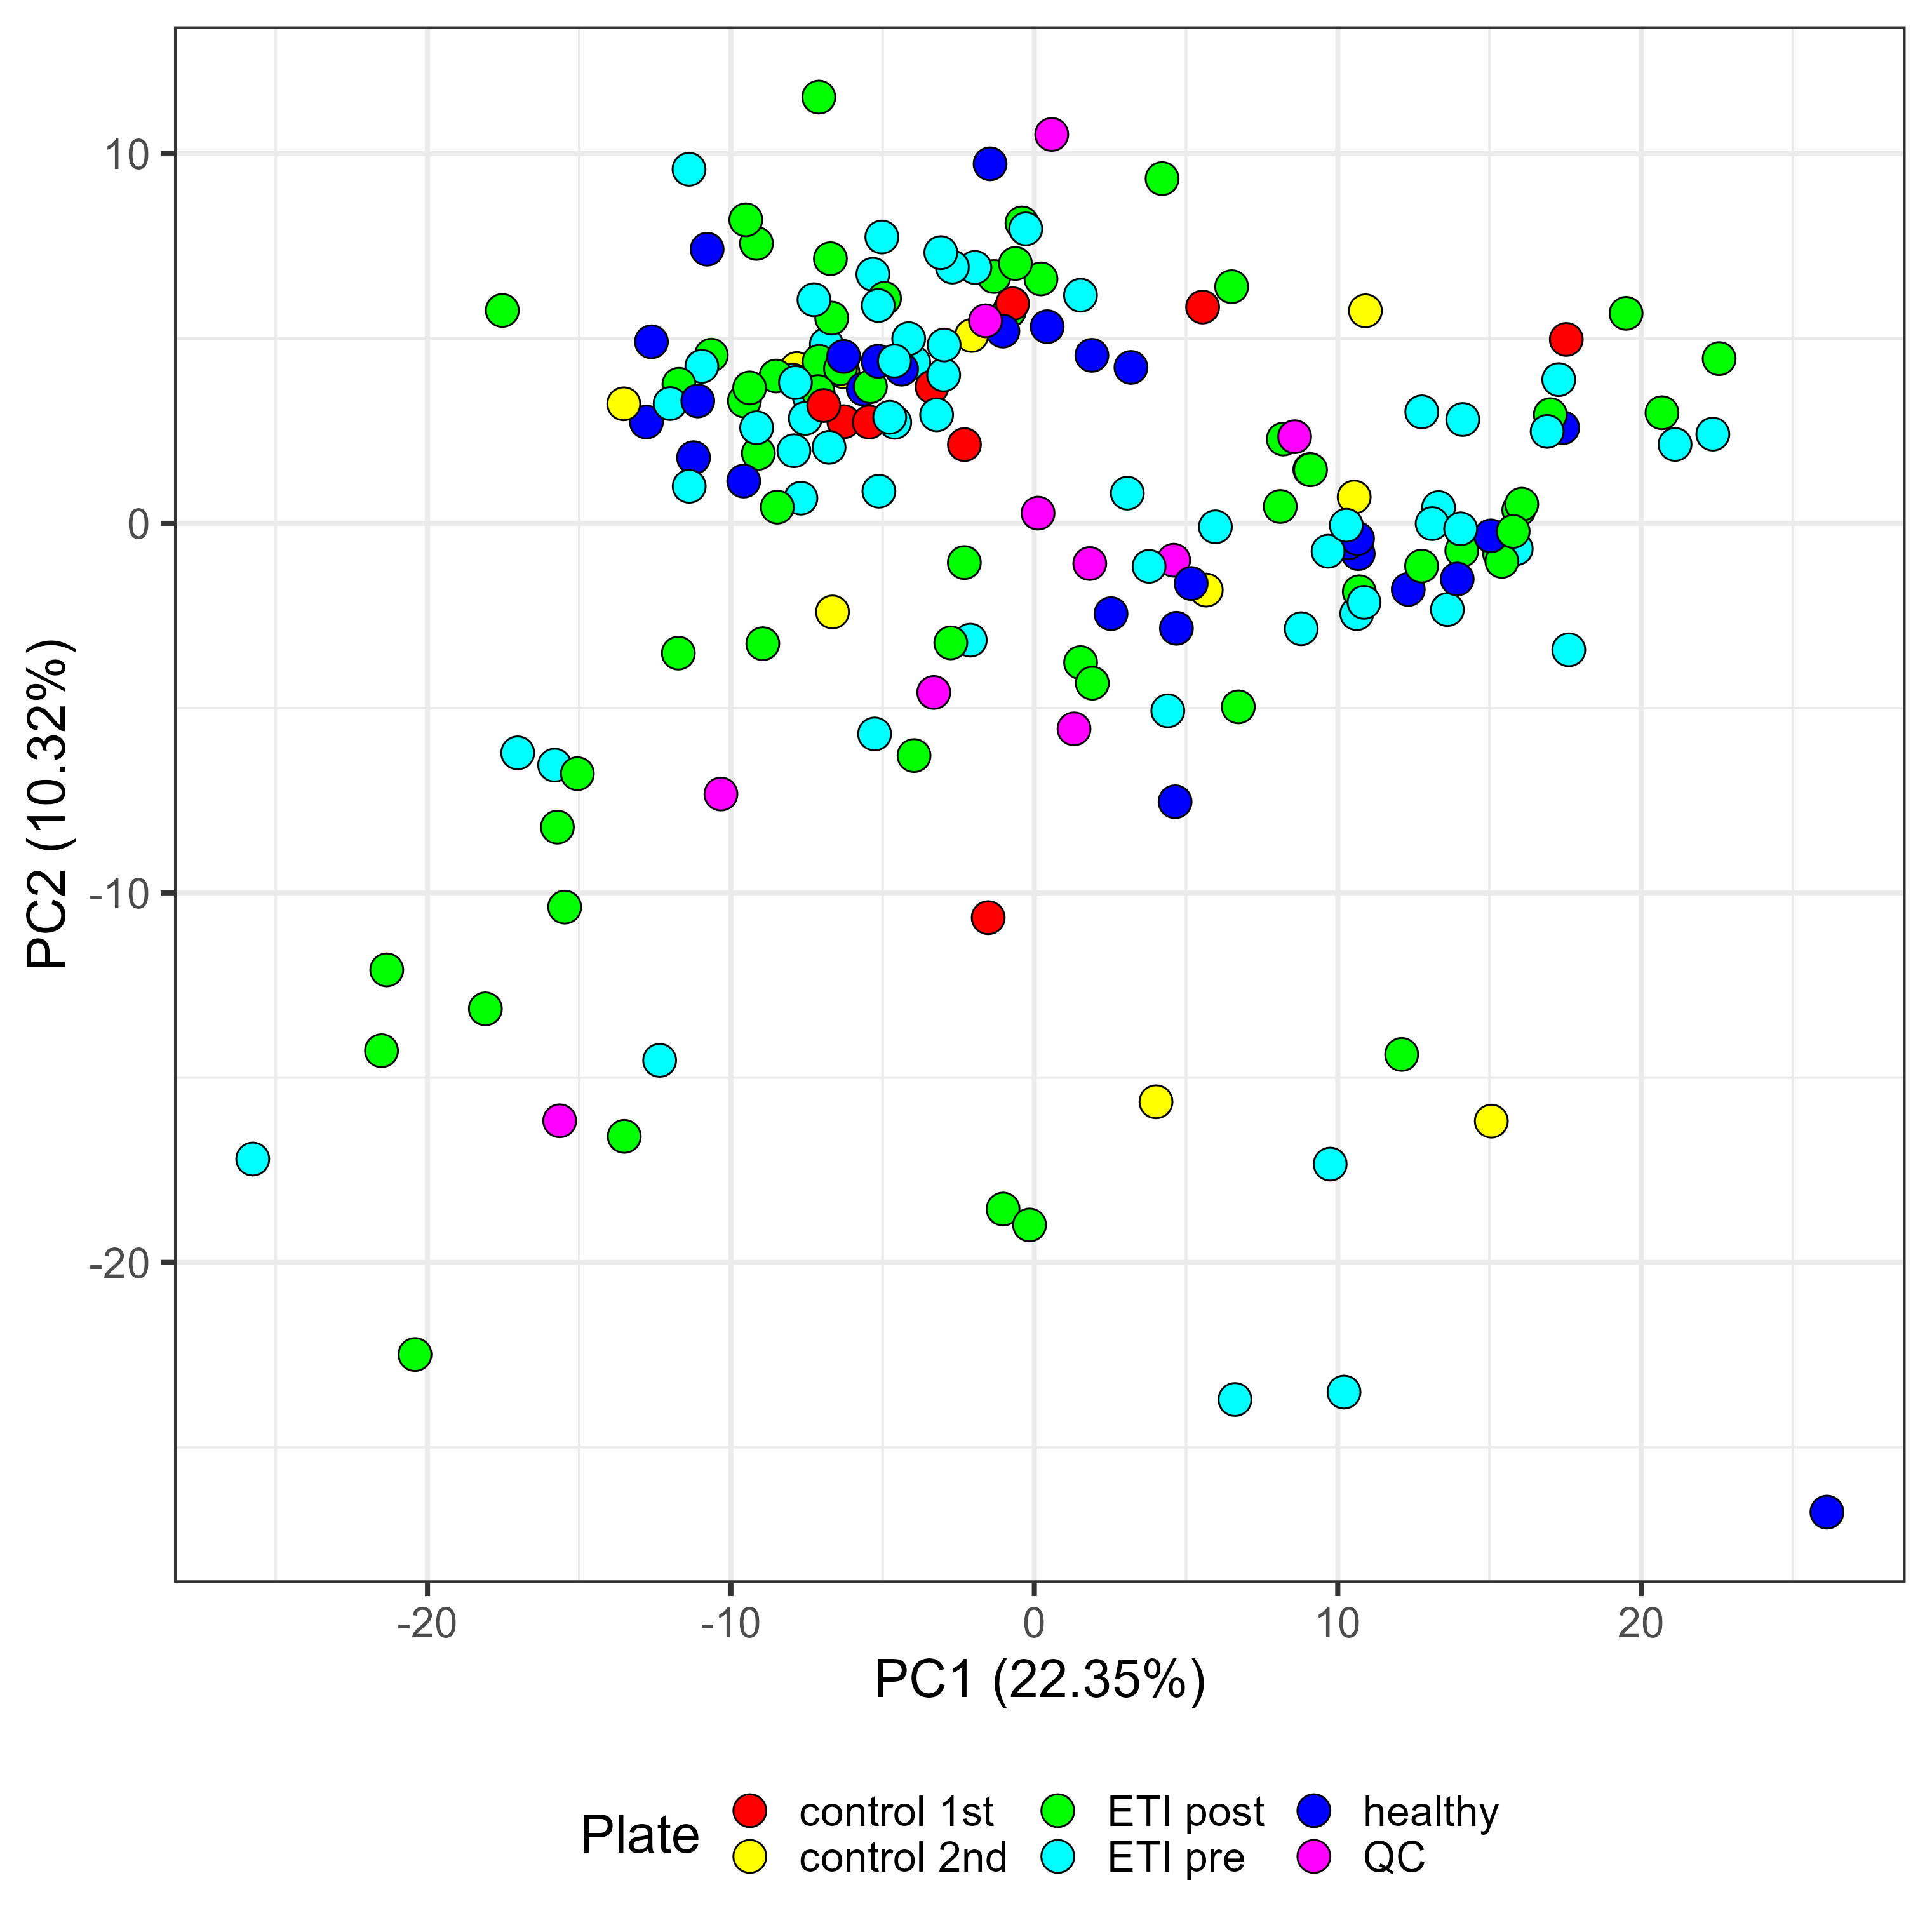 10
0
-10
-20
PC2 (10.32%)
-20 -10 0 10 20
PC1 (22.35%)
Plate
control 1st ETI post healthy
control 2nd ETI pre QC